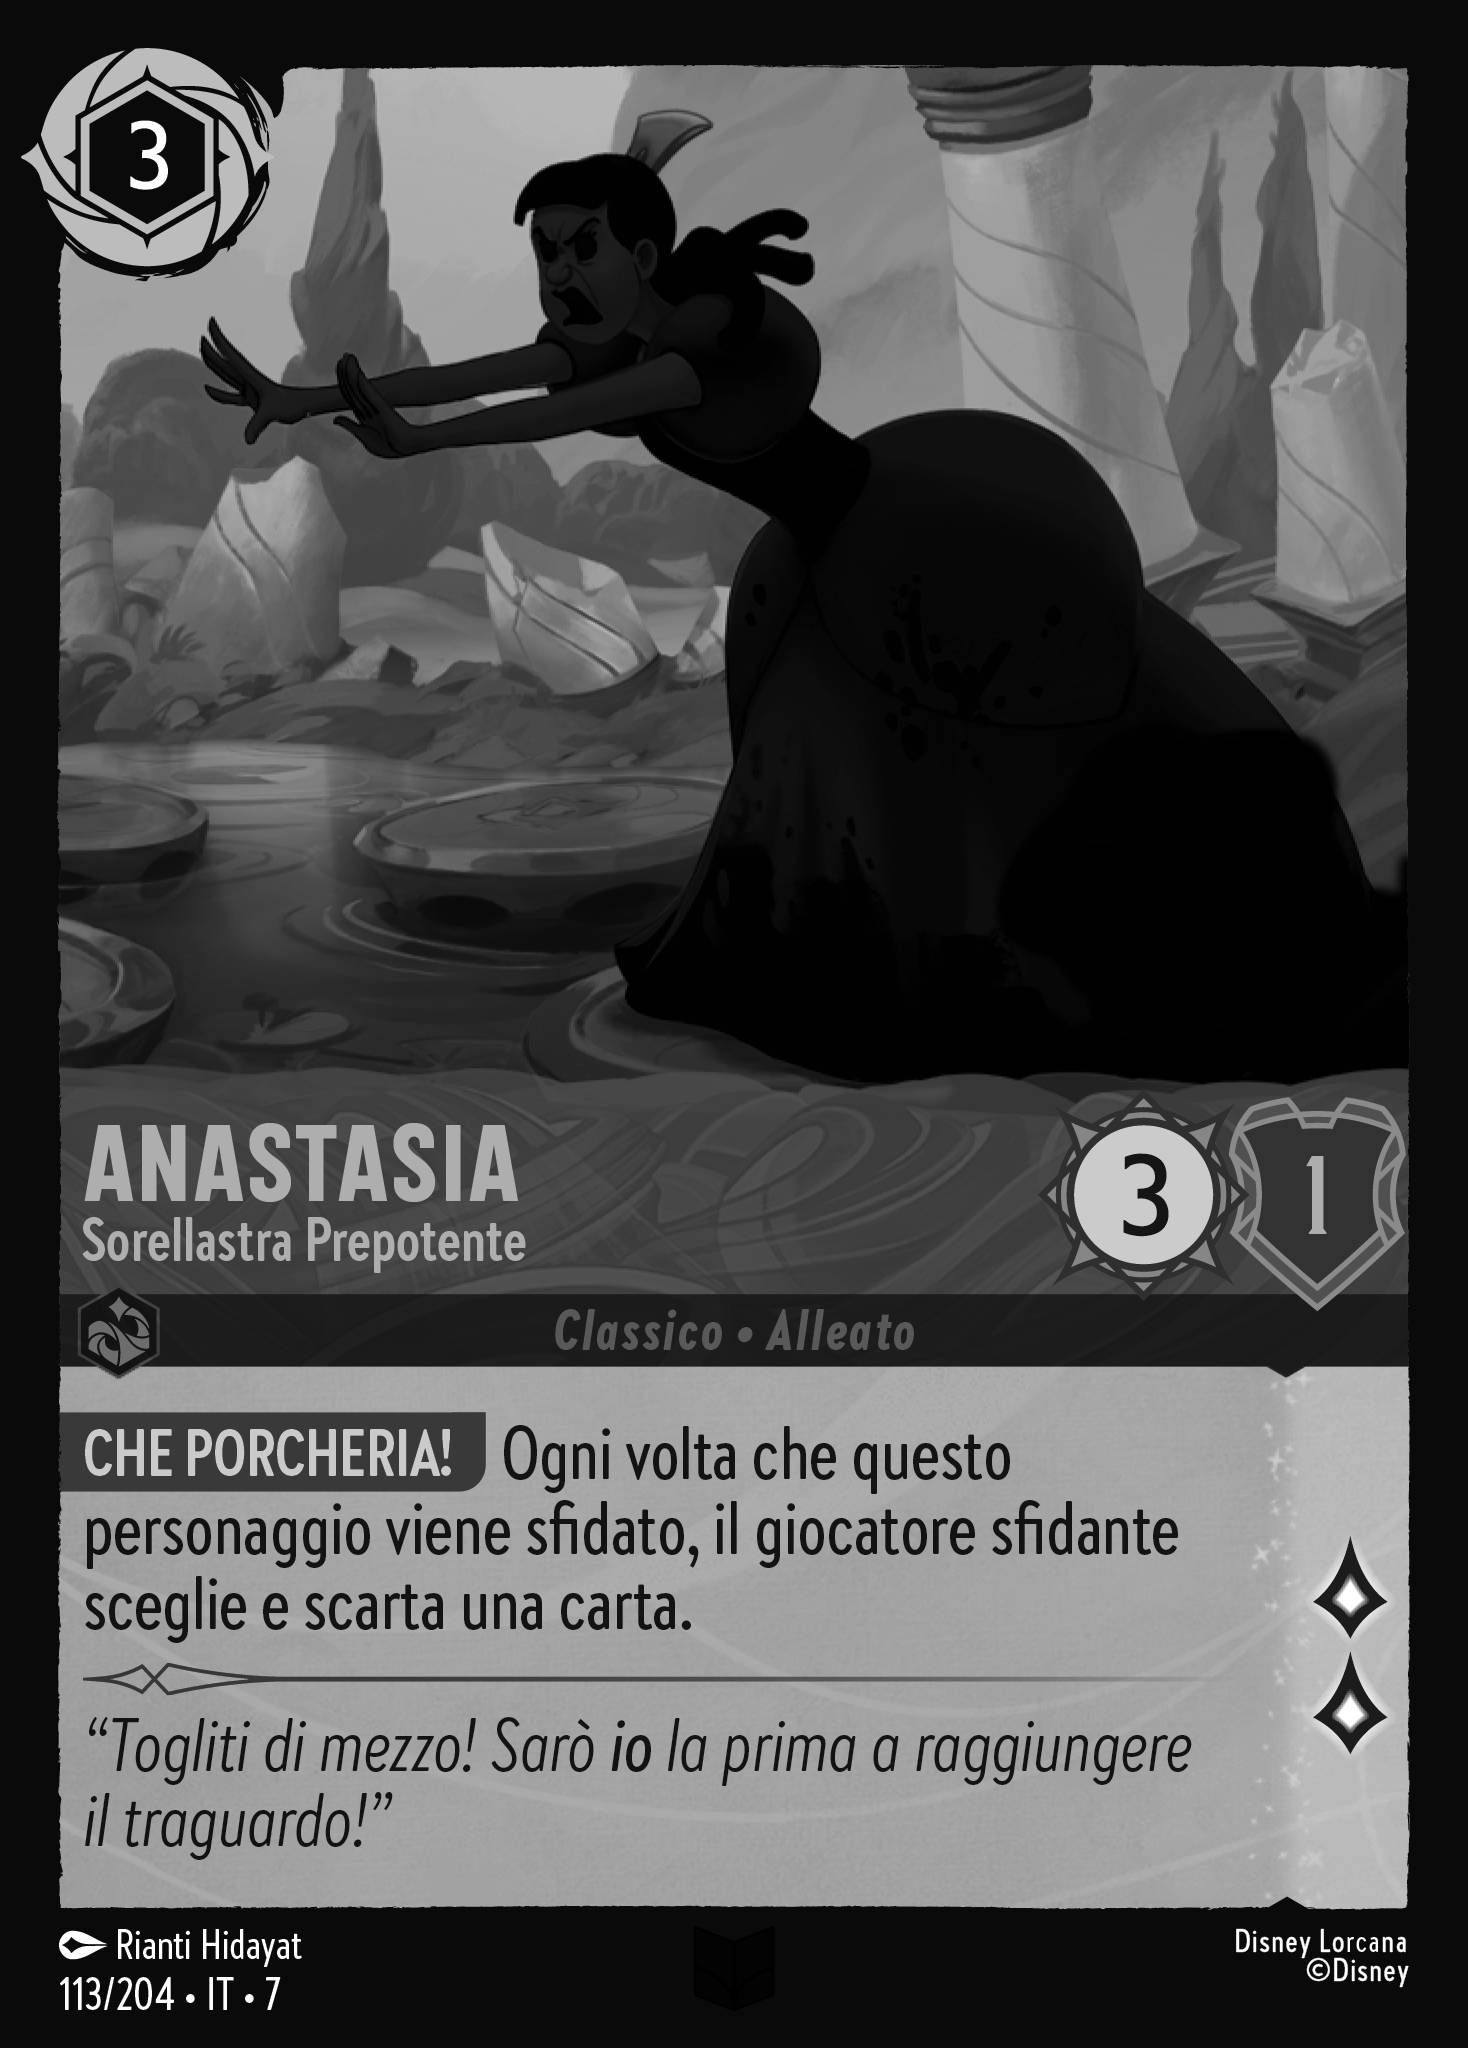 3
ANASTASIA
Sorellastra Prepotente
3
1
Classico • Alleato
CHE PORCHERIA! Ogni volta che questo
personaggio viene sfidato, il giocatore sfidante
sceglie e scarta una carta.
“Togliti di mezzo! Sarò io la prima a raggiungere
il traguardo!”
Rianti Hidayat
113/204 • IT • 7
Disney Lorcana
©Disney